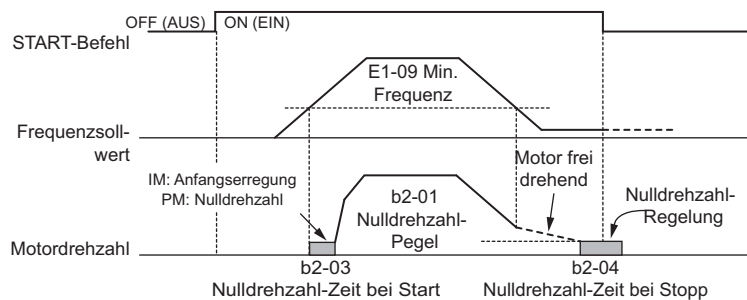 OFF (AUS)
ON (EIN)
START-Befehl
E1-09 Min.
Frequenz
Frequenzsoll-
wert
IM: Anfangserregung
PM: Nulldrehzahl
b2-01
Nulldrehzahl-
Pegel
Motor frei
drehend
Nulldrehzahl-
Regelung
Motordrehzahl
b2-03
Nulldrehzahl-Zeit bei Start
b2-04
Nulldrehzahl-Zeit bei Stopp